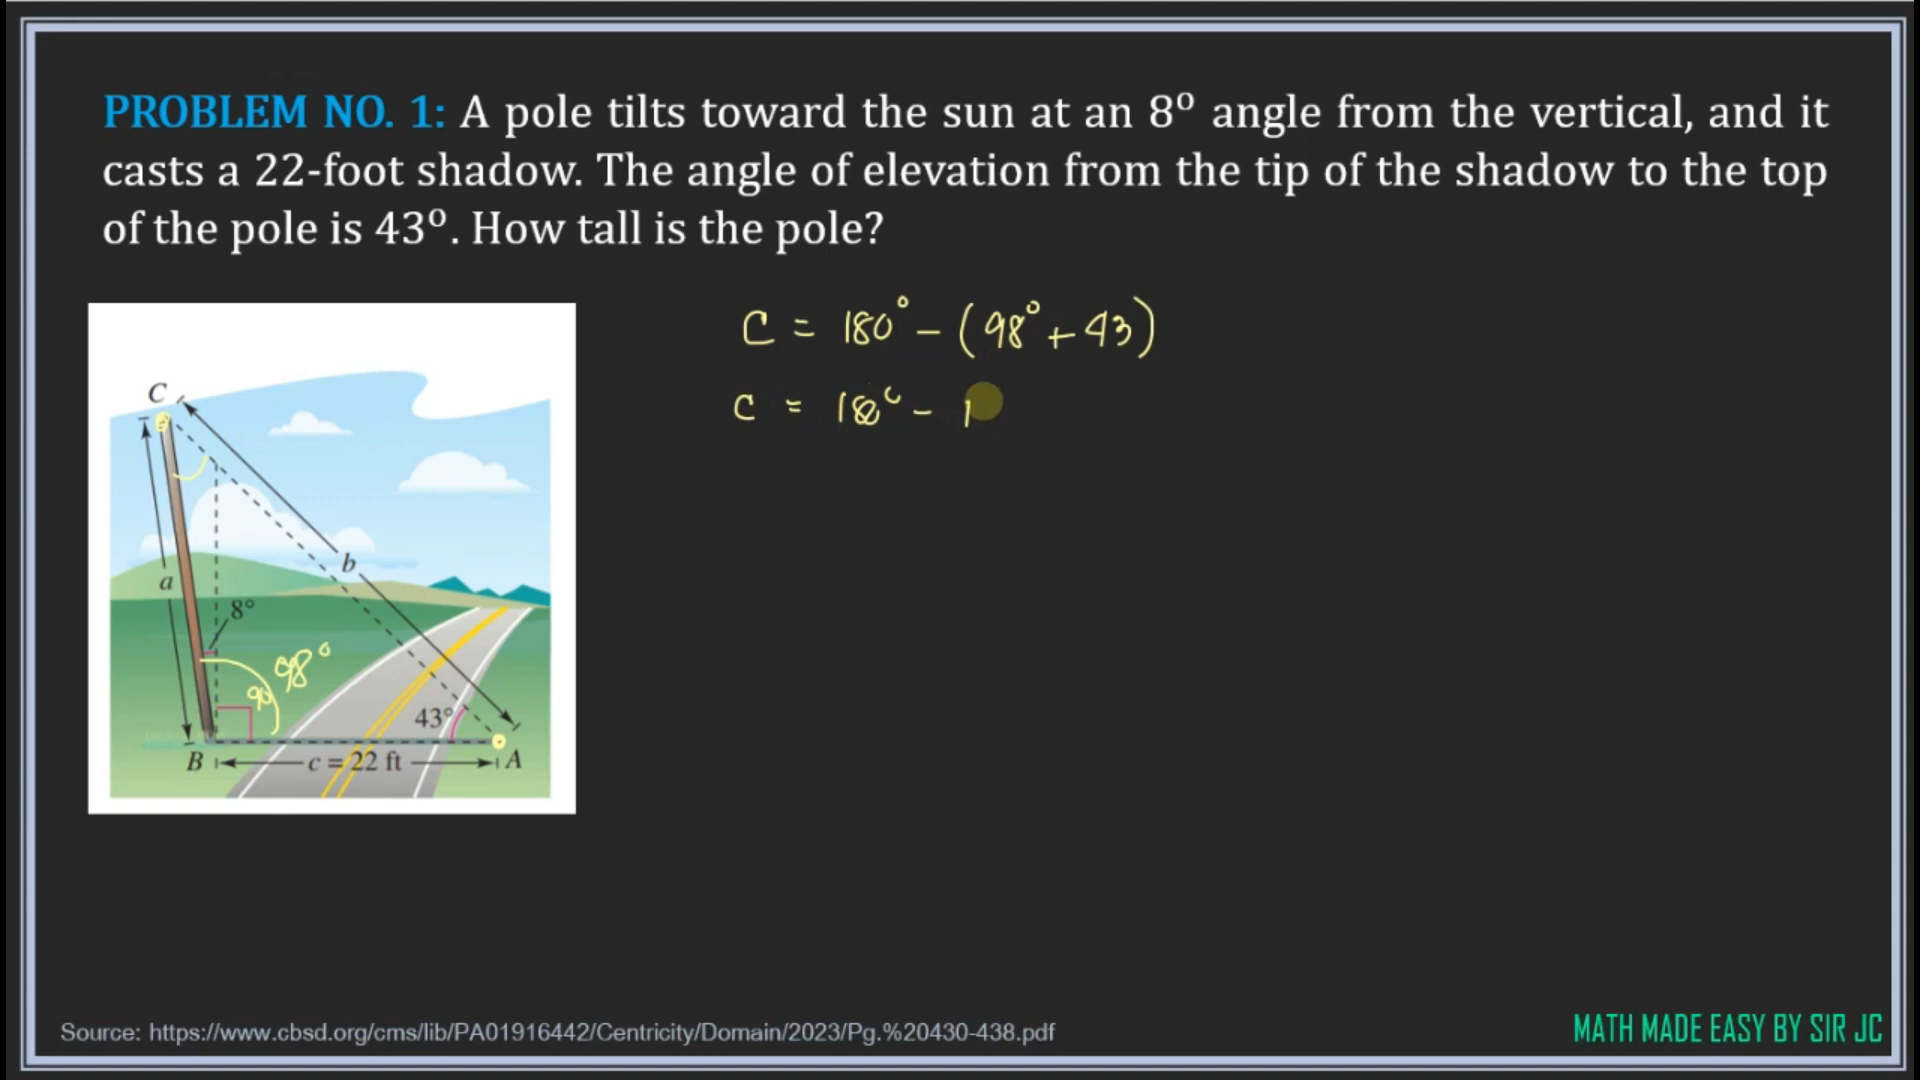 PROBLEM NO. 1: A pole tilts toward the sun at an 8° angle from the vertical, and it
casts a 22-foot shadow. The angle of elevation from the tip of the shadow to the top
of the pole is 43°. How tall is the pole?
C = 180° - (98° + 43)
C = 180° - 1
C
b
a
8°
98°
90
43°
B
c = 22 ft
A
Source: https://www.cbsd.org/cms/lib/PA01916442/Centricity/Domain/2023/Pg.%20430-438.pdf
MATH MADE EASY BY SIR JC